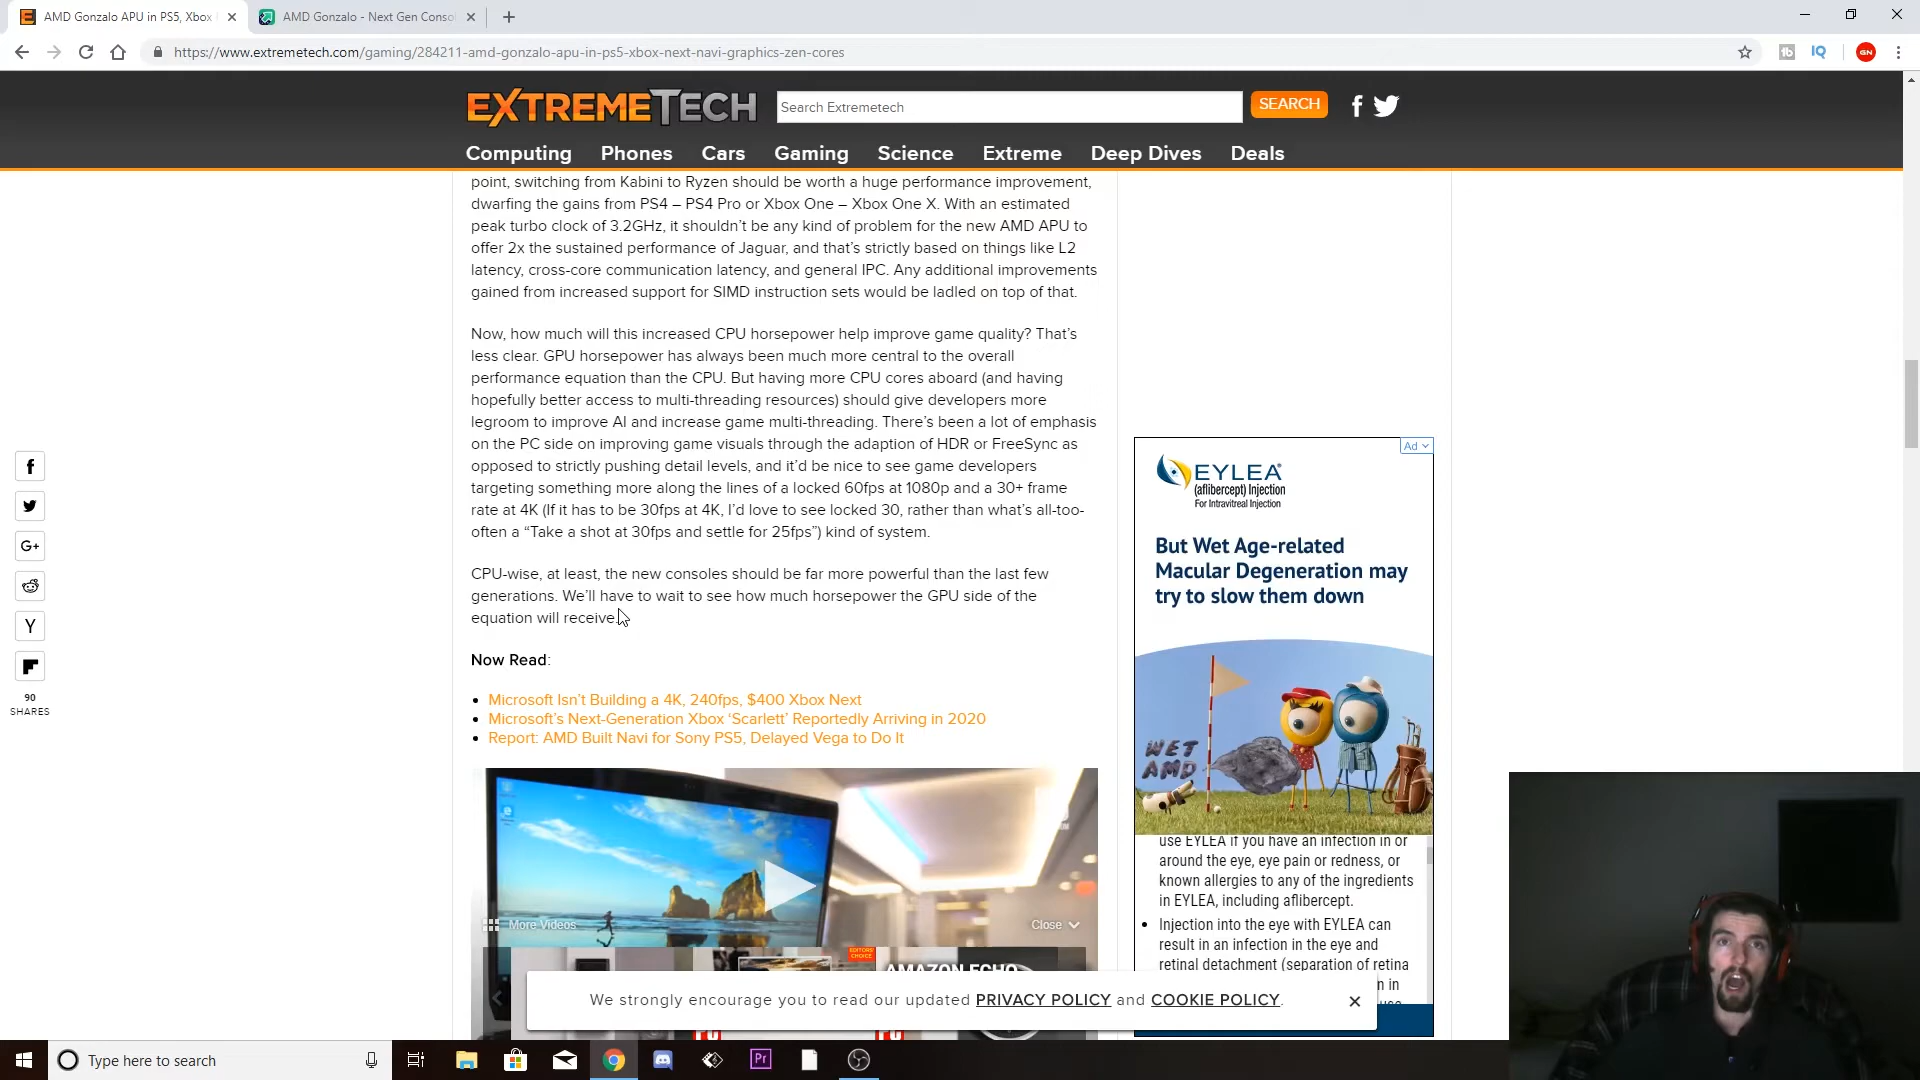 AMD Gonzalo APU in PS5, Xbox
AMD Gonzalo - Next Gen Conso
https://www.extremetech.com/gaming/284211-amd-gonzalo-apu-in-ps5-xbox-next-navi-graphics-zen-cores
EXTREMETECH
Search Extremetech
SEARCH
Computing Phones Cars Gaming Science Extreme Deep Dives Deals
point, switching from Kabini to Ryzen should be worth a huge performance improvement,
dwarfing the gains from PS4 – PS4 Pro or Xbox One – Xbox One X. With an estimated
peak turbo clock of 3.2GHz, it shouldn’t be any kind of problem for the new AMD APU to
offer 2x the sustained performance of Jaguar, and that’s strictly based on things like L2
latency, cross-core communication latency, and general IPC. Any additional improvements
gained from increased support for SIMD instruction sets would be ladled on top of that.
Now, how much will this increased CPU horsepower help improve game quality? That’s
less clear. GPU horsepower has always been much more central to the overall
performance equation than the CPU. But having more CPU cores aboard (and having
hopefully better access to multi-threading resources) should give developers more
legroom to improve AI and increase game multi-threading. There’s been a lot of emphasis
on the PC side on improving game visuals through the adaption of HDR or FreeSync as
opposed to strictly pushing detail levels, and it’d be nice to see game developers
targeting something more along the lines of a locked 60fps at 1080p and a 30+ frame
rate at 4K (If it has to be 30fps at 4K, I’d love to see locked 30, rather than what’s all-too-
often a “Take a shot at 30fps and settle for 25fps”) kind of system.
CPU-wise, at least, the new consoles should be far more powerful than the last few
generations. We’ll have to wait to see how much horsepower the GPU side of the
equation will receive.
Now Read:
Microsoft Isn’t Building a 4K, 240fps, $400 Xbox Next
Microsoft’s Next-Generation Xbox ‘Scarlett’ Reportedly Arriving in 2020
Report: AMD Built Navi for Sony PS5, Delayed Vega to Do It
G+
Y
90
SHARES
More Videos
Close
EDITORS' CHOICE
AMAZON ECHO
We strongly encourage you to read our updated PRIVACY POLICY and COOKIE POLICY.
Ad
EYLEA
(aflibercept) Injection
For Intravitreal Injection
But Wet Age-related
Macular Degeneration may
try to slow them down
WET
AMD
use EYLEA if you have an infection in or
around the eye, eye pain or redness, or
known allergies to any of the ingredients
in EYLEA, including aflibercept.
Injection into the eye with EYLEA can
result in an infection in the eye and
retinal detachment (separation of retina
n in
Type here to search
Pr